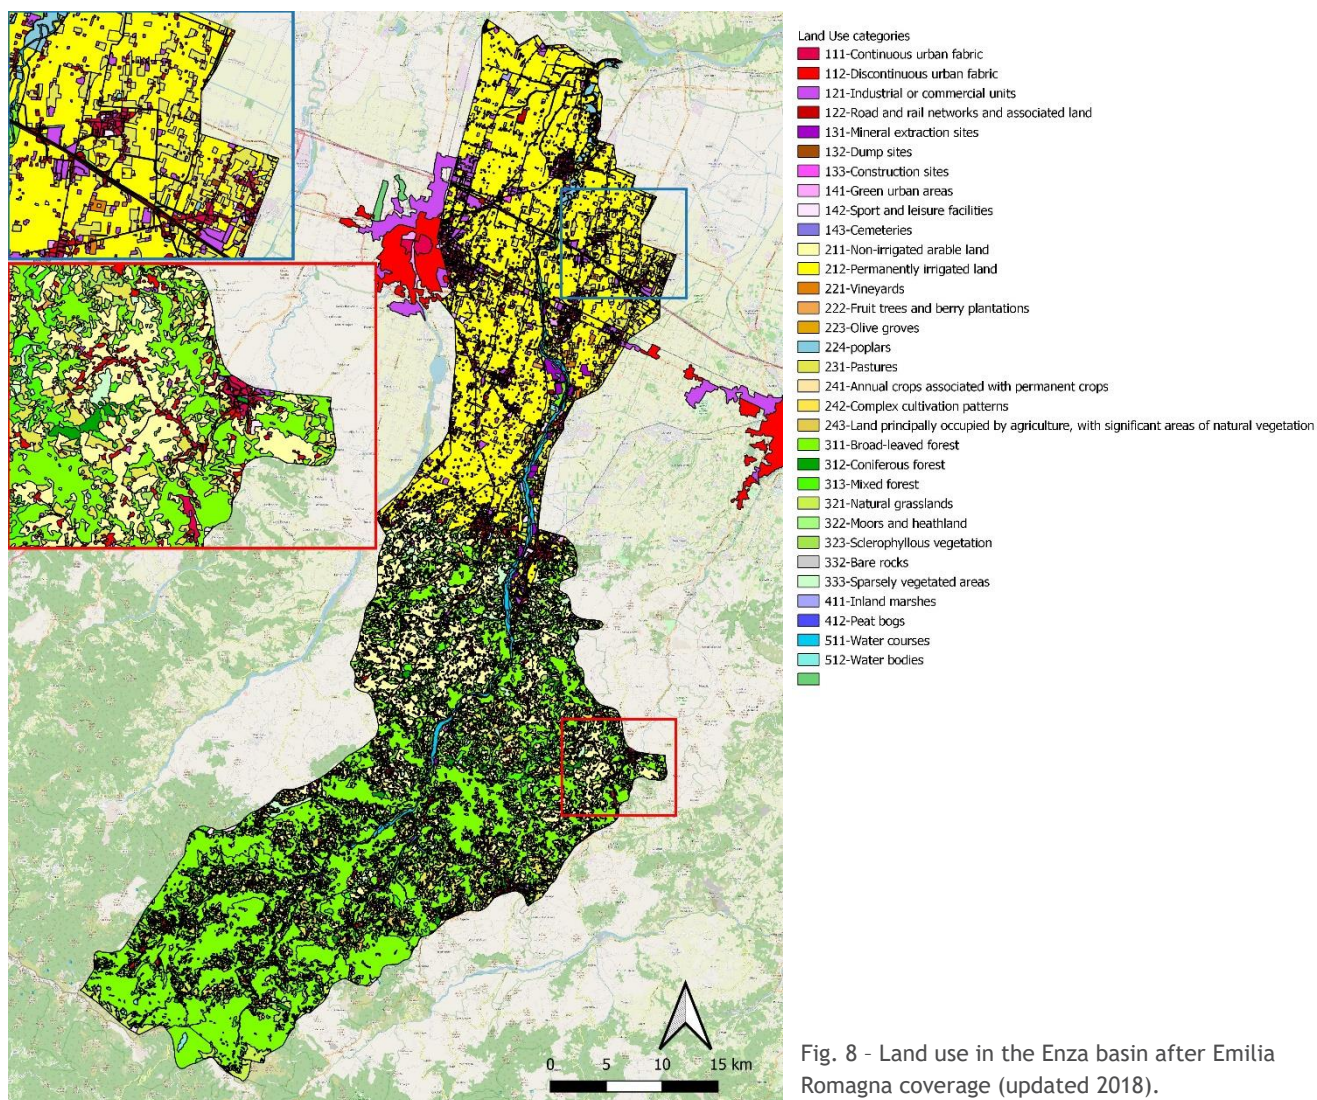 Land Use categories
111-Continuous urban fabric
112-Discontinuous urban fabric
121-Industrial or commercial units
122-Road and rail networks and associated land
131-Mineral extraction sites
132-Dump sites
133-Construction sites
141-Green urban areas
142-Sport and leisure facilities
143-Cemeteries
211-Non-irrigated arable land
212-Permanently irrigated land
221-Vineyards
222-Fruit trees and berry plantations
223-Olive groves
224-poplars
231-Pastures
241-Annual crops associated with permanent crops
242-Complex cultivation patterns
243-Land principally occupied by agriculture, with significant areas of natural vegetation
311-Broad-leaved forest
312-Coniferous forest
313-Mixed forest
321-Natural grasslands
322-Moors and heathland
323-Sclerophyllous vegetation
332-Bare rocks
333-Sparsely vegetated areas
411-Inland marshes
412-Peat bogs
511-Water courses
512-Water bodies
0 5 10 15 km
Fig. 8 - Land use in the Enza basin after Emilia
Romagna coverage (updated 2018).